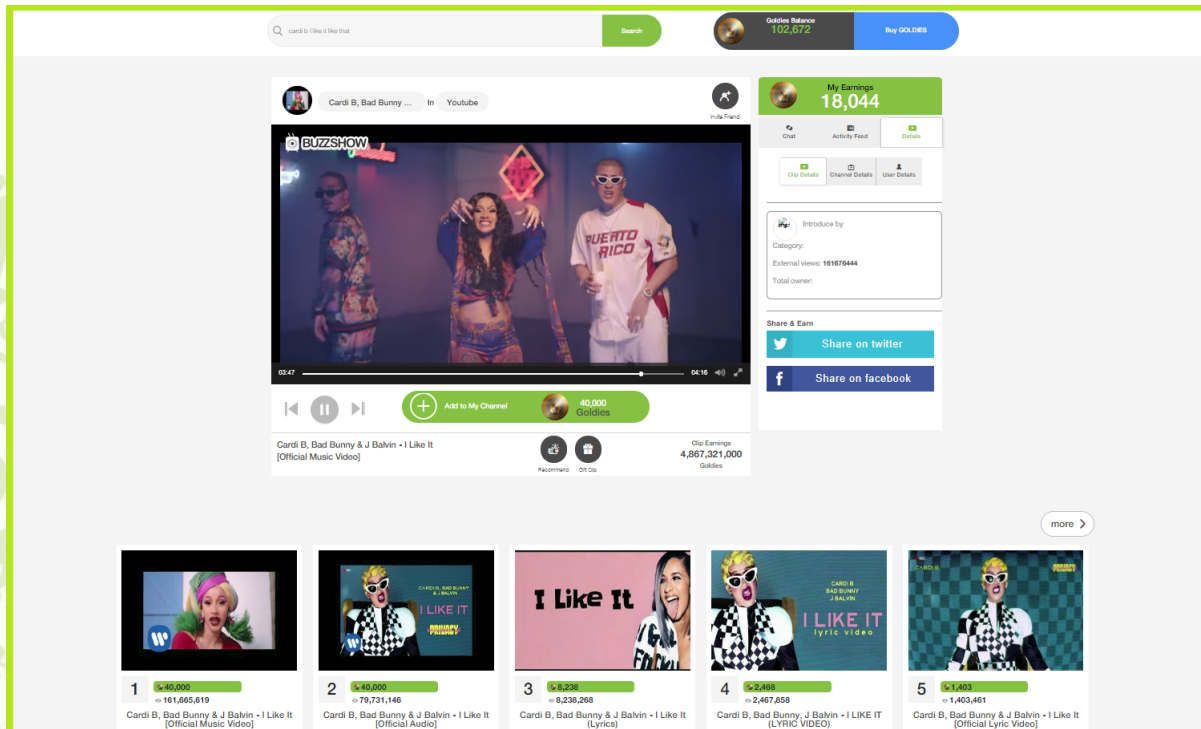 cardi b I like it like that
Search
Goldies Balance
102,672
Buy GOLDIES
Cardi B, Bad Bunny ...
In
Youtube
Invite Friend
My Earnings
18,044
Chat
Activity Feed
Details
BUZZSHOW
PUERTO
RICO
Clip Details
Channel Details
User Details
Introduce by
Category:
External views: 161676444
Total owner:
Share & Earn
Share on twitter
Share on facebook
03:47
04:16
Add to My Channel
40,000
Goldies
Cardi B, Bad Bunny & J Balvin - I Like It
[Official Music Video]
Recommend
Gift Clip
Clip Earnings
4,867,321,000
Goldies
more
CARDI B, BAD BUNNY
& J BALVIN
I LIKE IT
I Like It
CARDI B
BAD BUNNY
J BALVIN
I LIKE IT
lyric video
CARDI B
1
40,000
161,665,619
Cardi B, Bad Bunny & J Balvin - I Like It
[Official Music Video]
2
40,000
79,731,146
Cardi B, Bad Bunny & J Balvin - I Like It
[Official Audio]
3
8,238
8,238,268
Cardi B, Bad Bunny & J Balvin - I Like It
(Lyrics)
4
2,468
2,467,858
Cardi B, Bad Bunny, J Balvin - I LIKE IT
(LYRIC VIDEO)
5
1,403
1,403,461
Cardi B, Bad Bunny & J Balvin - I Like It
[Official Lyric Video]